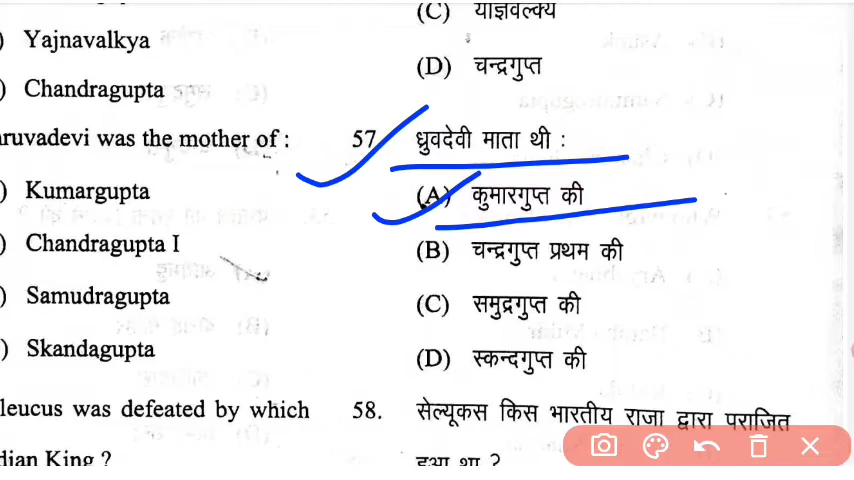 (C) याज्ञवल्क्य
) Yajnavalkya
(D) चन्द्रगुप्त
) Chandragupta
ruvadevi was the mother of :
57. ध्रुवदेवी माता थी :
) Kumargupta
(A) कुमारगुप्त की
) Chandragupta I
(B) चन्द्रगुप्त प्रथम की
) Samudragupta
(C) समुद्रगुप्त की
) Skandagupta
(D) स्कन्दगुप्त की
leucus was defeated by which
58. सेल्यूकस किस भारतीय राजा द्वारा पराजित
dian King ?
हुआ था ?